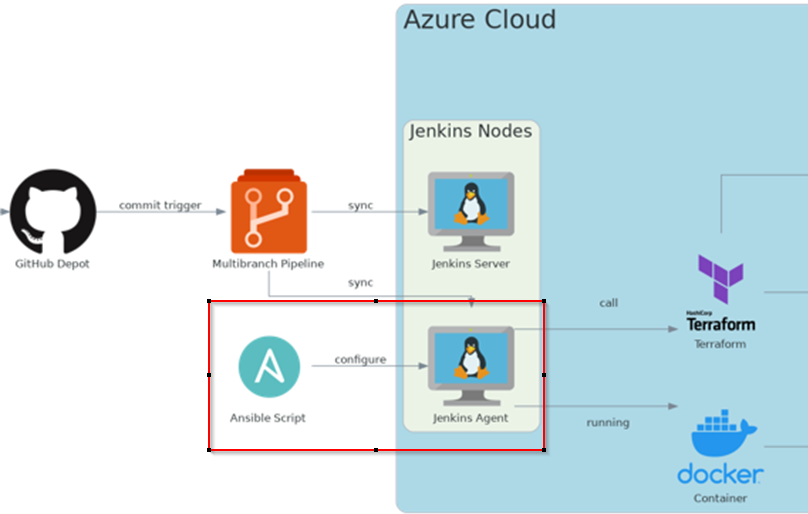 Azure Cloud
Jenkins Nodes
commit trigger
sync
GitHub Depot
Multibranch Pipeline
Jenkins Server
sync
call
HashiCorp
Terraform
Terraform
configure
Ansible Script
Jenkins Agent
running
docker
Container